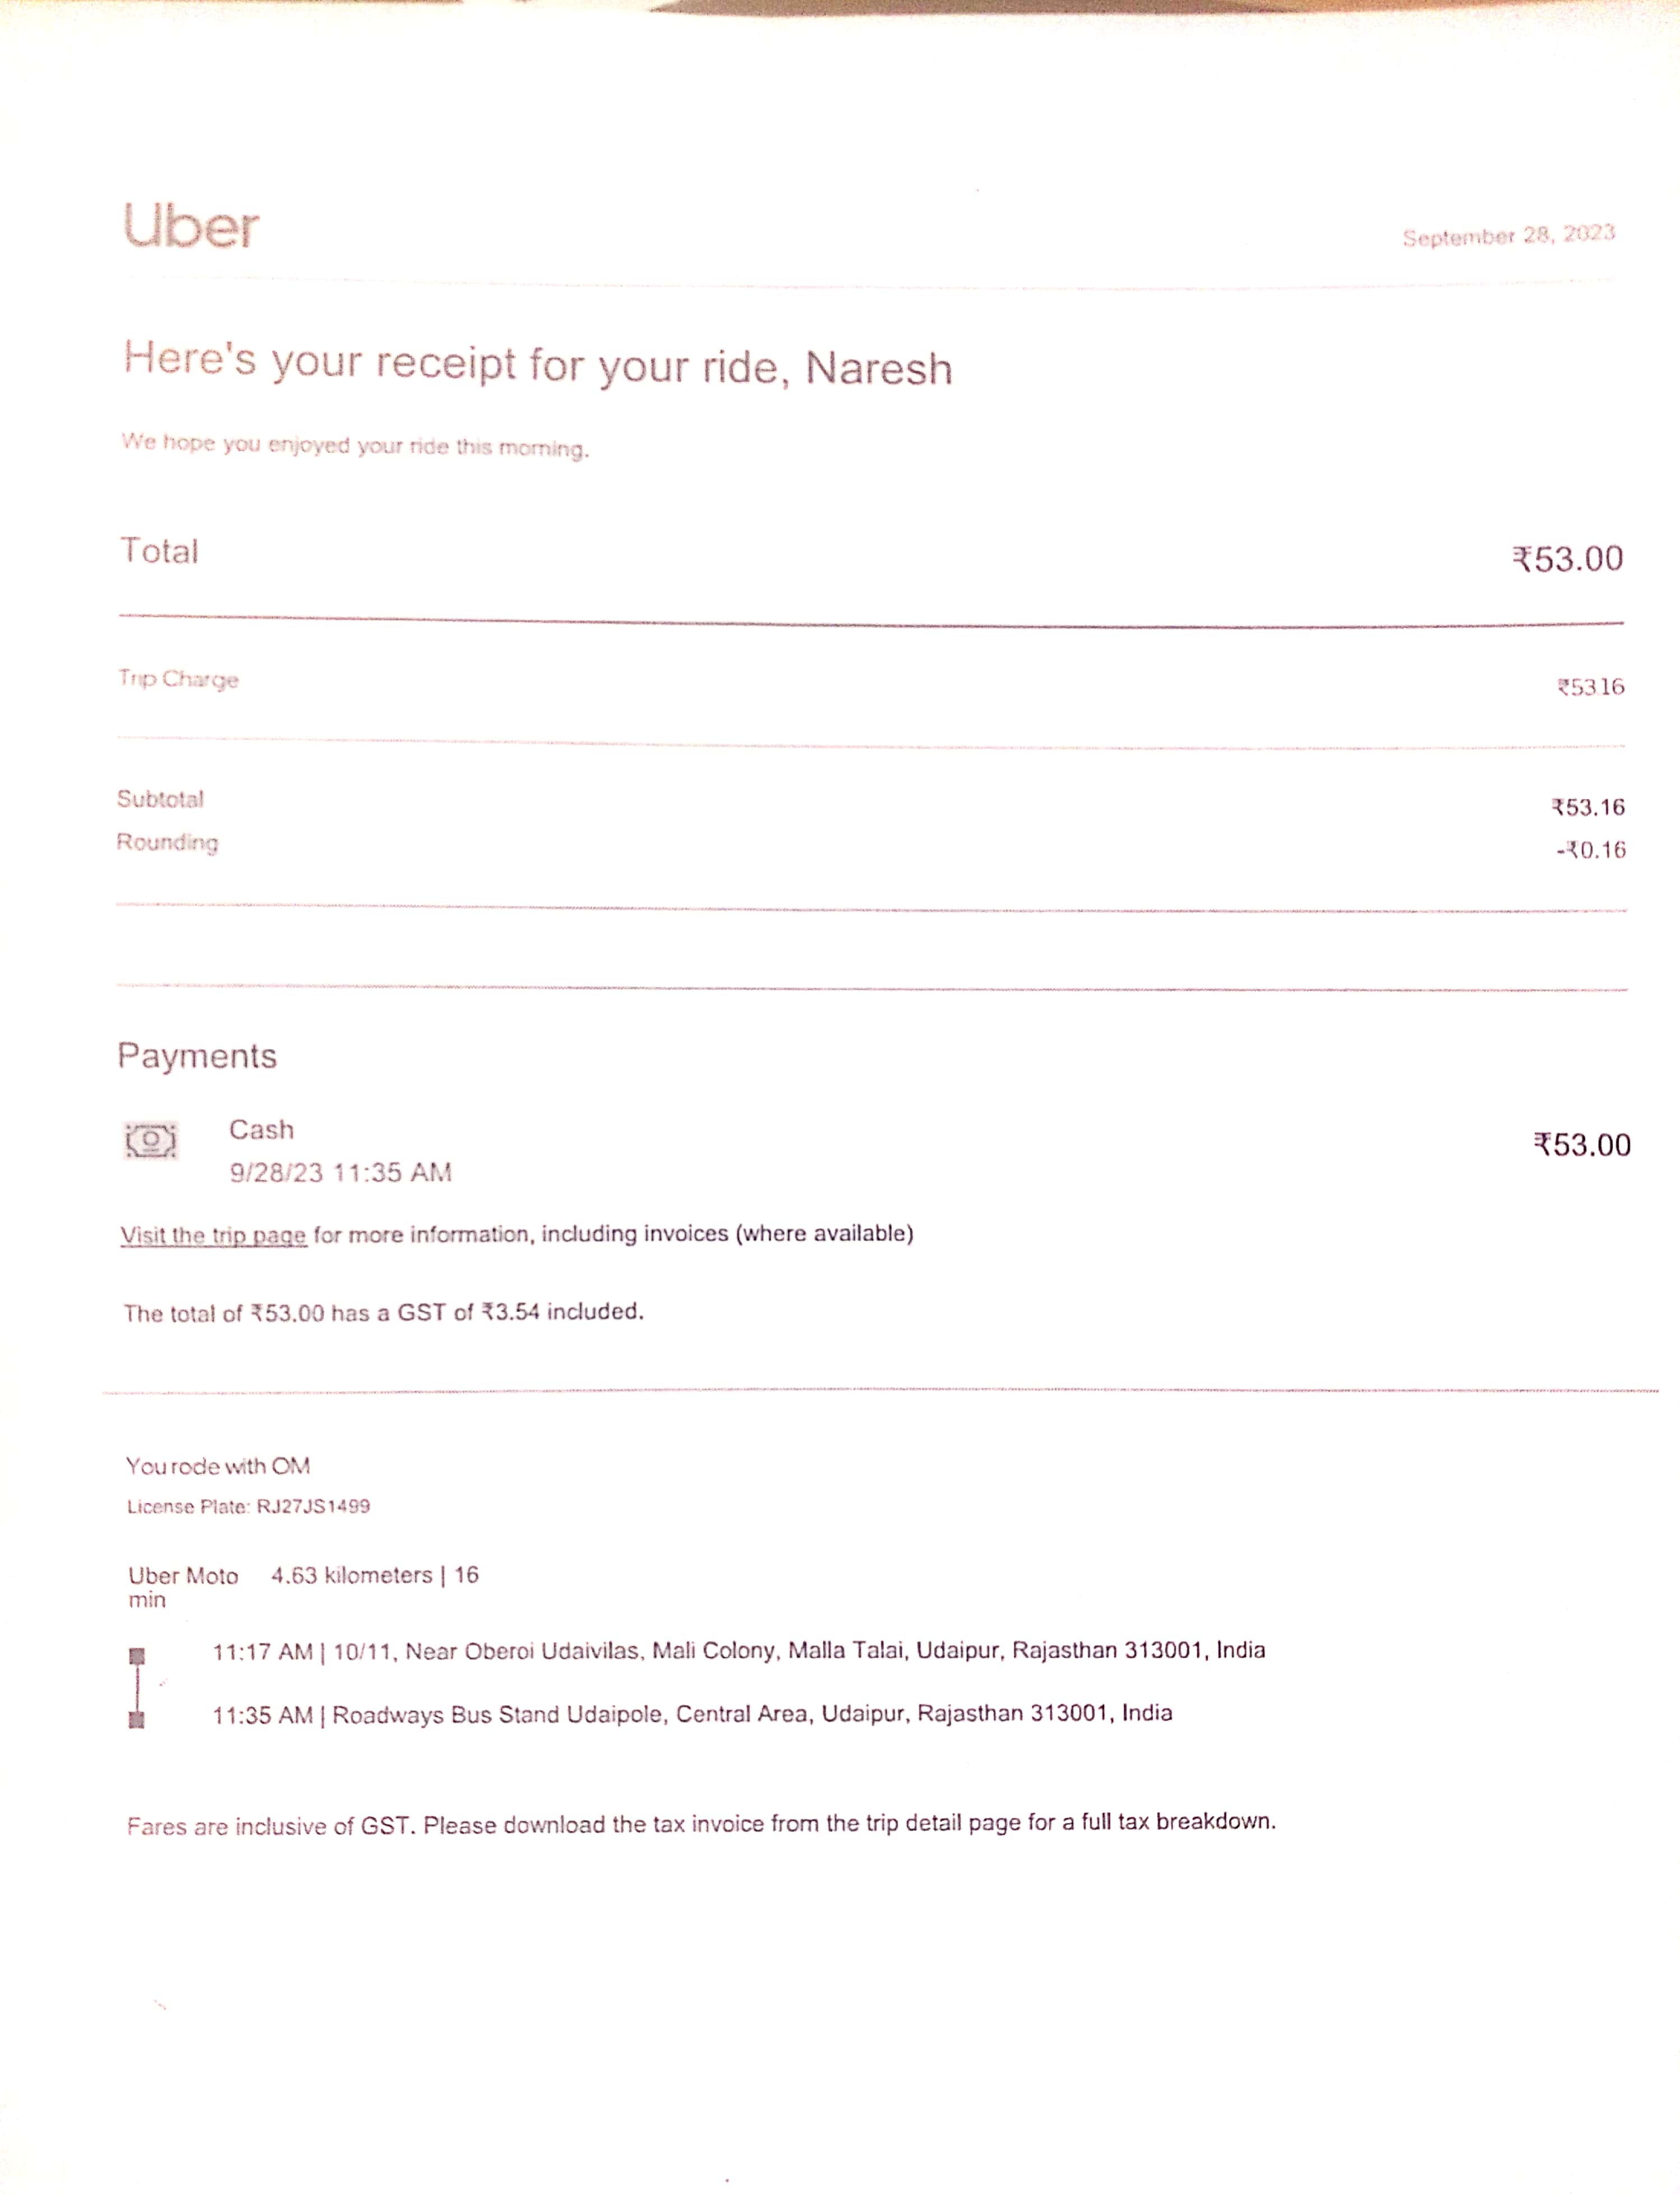 Uber
September 28, 2023
Here's your receipt for your ride, Naresh
We hope you enjoyed your ride this morning.
Total ₹53.00
Trip Charge ₹53.16
Subtotal ₹53.16
Rounding -₹0.16
Payments
Cash ₹53.00
9/28/23 11:35 AM
Visit the trip page for more information, including invoices (where available)
The total of ₹53.00 has a GST of ₹3.54 included.
You rode with OM
License Plate: RJ27JS1499
Uber Moto 4.63 kilometers | 16
min
11:17 AM | 10/11, Near Oberoi Udaivilas, Mali Colony, Malla Talai, Udaipur, Rajasthan 313001, India
11:35 AM | Roadways Bus Stand Udaipole, Central Area, Udaipur, Rajasthan 313001, India
Fares are inclusive of GST. Please download the tax invoice from the trip detail page for a full tax breakdown.